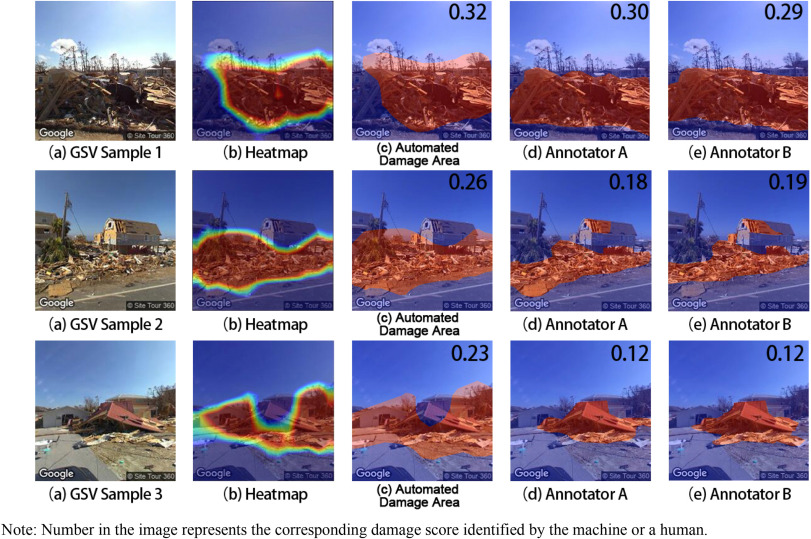 0.32
0.30
0.29
Google
© Site Tour 360
Google
© Site Tour 360
Google
© Site Tour 360
Google
© Site Tour 360
Google
© Site Tour 360
(a) GSV Sample 1
(b) Heatmap
(c) Automated
Damage Area
(d) Annotator A
(e) Annotator B
0.26
0.18
0.19
Google
© Site Tour 360
Google
© Site Tour 360
Google
© Site Tour 360
Google
© Site Tour 360
Google
© Site Tour 360
(a) GSV Sample 2
(b) Heatmap
(c) Automated
Damage Area
(d) Annotator A
(e) Annotator B
0.23
0.12
0.12
Google
© Site Tour 360
Google
© Site Tour 360
Google
© Site Tour 360
Google
© Site Tour 360
Google
© Site Tour 360
(a) GSV Sample 3
(b) Heatmap
(c) Automated
Damage Area
(d) Annotator A
(e) Annotator B
Note: Number in the image represents the corresponding damage score identified by the machine or a human.